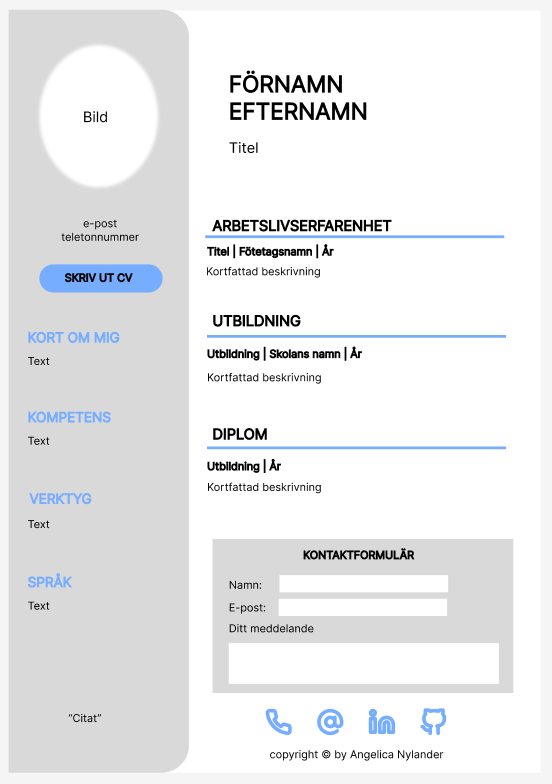 Bild
e-post
teletonnummer
SKRIV UT CV
KORT OM MIG
Text
KOMPETENS
Text
VERKTYG
Text
SPRÅK
Text
“Citat”
FÖRNAMN
EFTERNAMN
Titel
ARBETSLIVSERFARENHET
Titel | Fötetagsnamn | År
Kortfattad beskrivning
UTBILDNING
Utbildning | Skolans namn | År
Kortfattad beskrivning
DIPLOM
Utbildning | År
Kortfattad beskrivning
KONTAKTFORMULÄR
Namn:
E-post:
Ditt meddelande
copyright © by Angelica Nylander